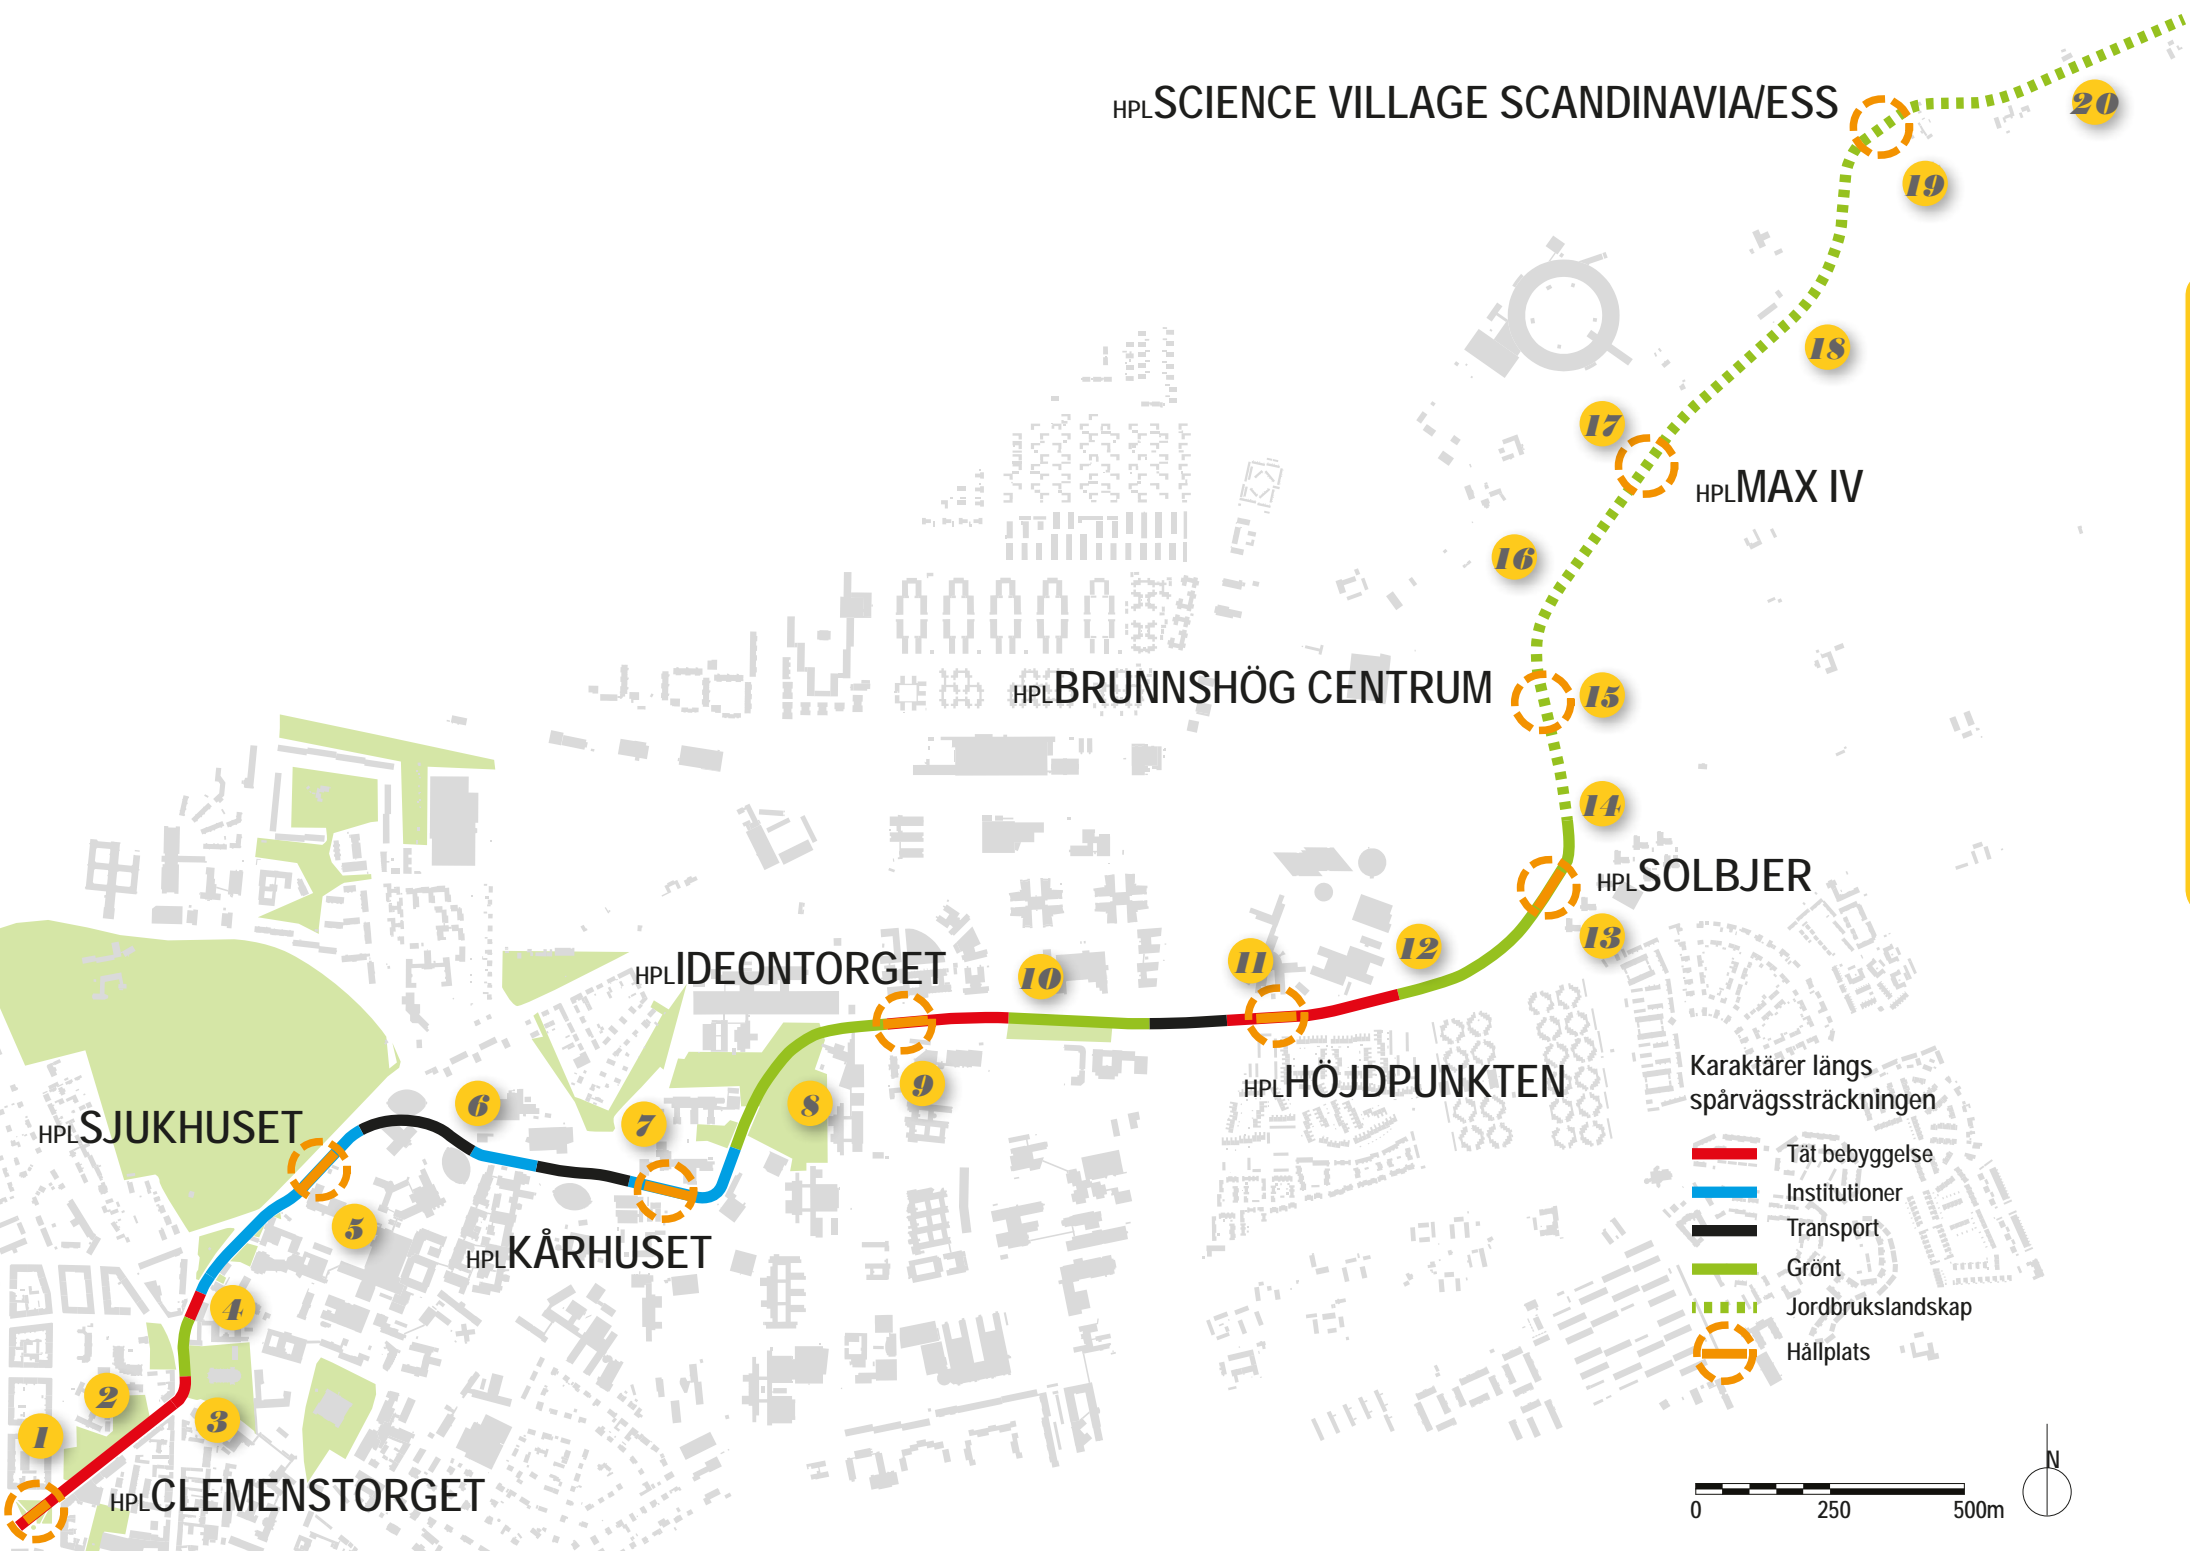 HPLSCIENCE VILLAGE SCANDINAVIA/ESS
20
19
18
17
HPLMAX IV
16
HPLBRUNNSHÖG CENTRUM
15
14
HPLSOLBJER
13
12
11
HPLIDEONTORGET
10
HPLHÖJDPUNKTEN
9
8
7
6
HPLSJUKHUSET
5
HPLKÅRHUSET
4
3
2
1
HPLCLEMENSTORGET
Karaktärer längs
spårvägssträckningen
Tät bebyggelse
Institutioner
Transport
Grönt
Jordbrukslandskap
Hållplats
N
0 250 500m